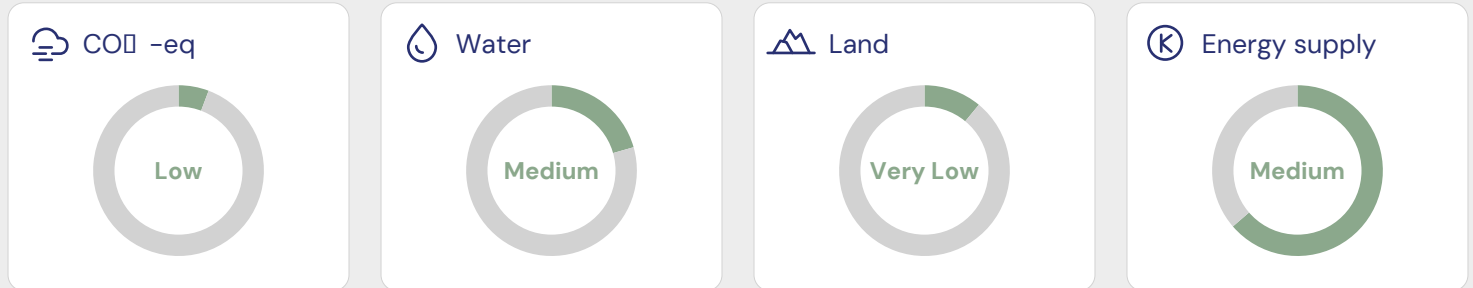 CO▯ -eq
Water
Land
Energy supply
Low
Medium
Very Low
Medium